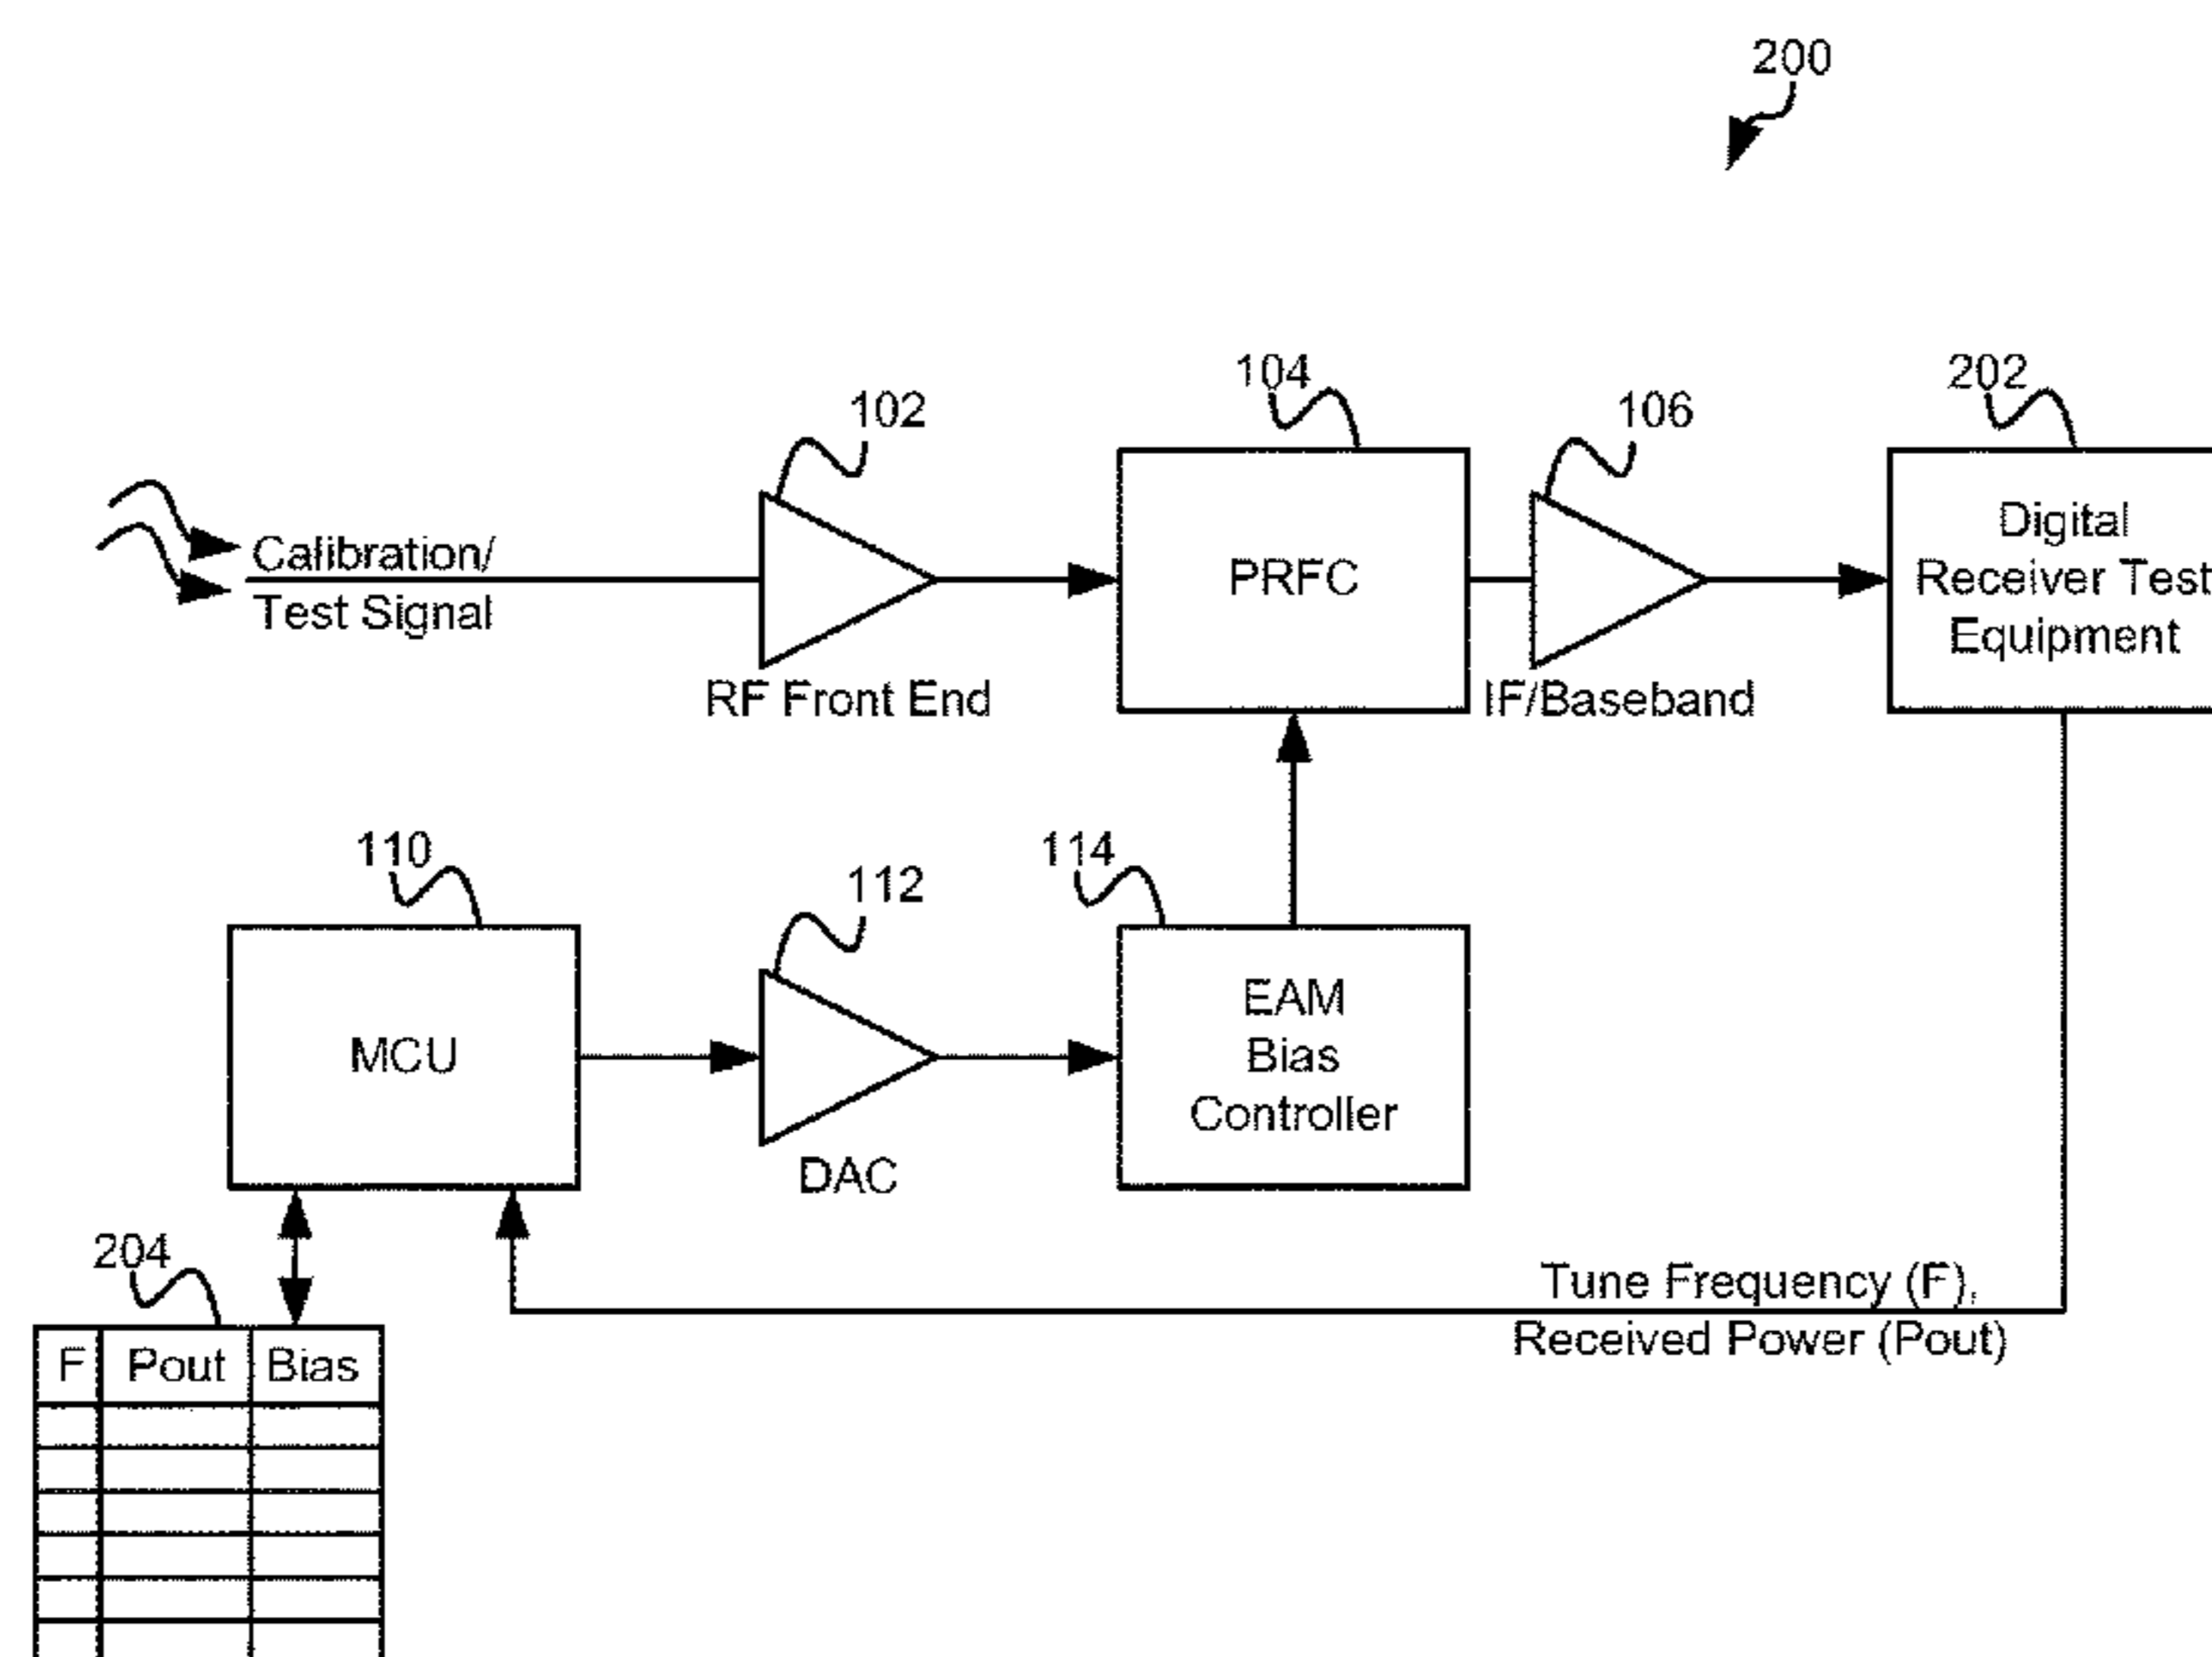 200
104
202
102
106
Calibration/
Test Signal
PRFC
Digital
Receiver Test
Equipment
RF Front End
IF/Baseband
110
112
114
MCU
EAM
Bias
Controller
DAC
204
Tune Frequency (F),
Received Power (Pout)
F Pout Bias